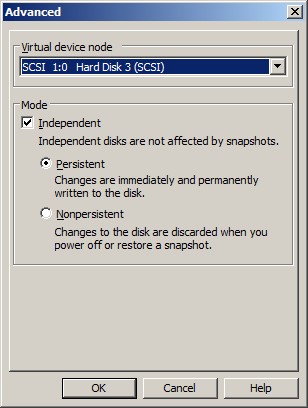 Advanced
Virtual device node
SCSI 1:0 Hard Disk 3 (SCSI)
Mode
Independent
Independent disks are not affected by snapshots.
Persistent
Changes are immediately and permanently
written to the disk.
Nonpersistent
Changes to the disk are discarded when you
power off or restore a snapshot.
OK Cancel Help